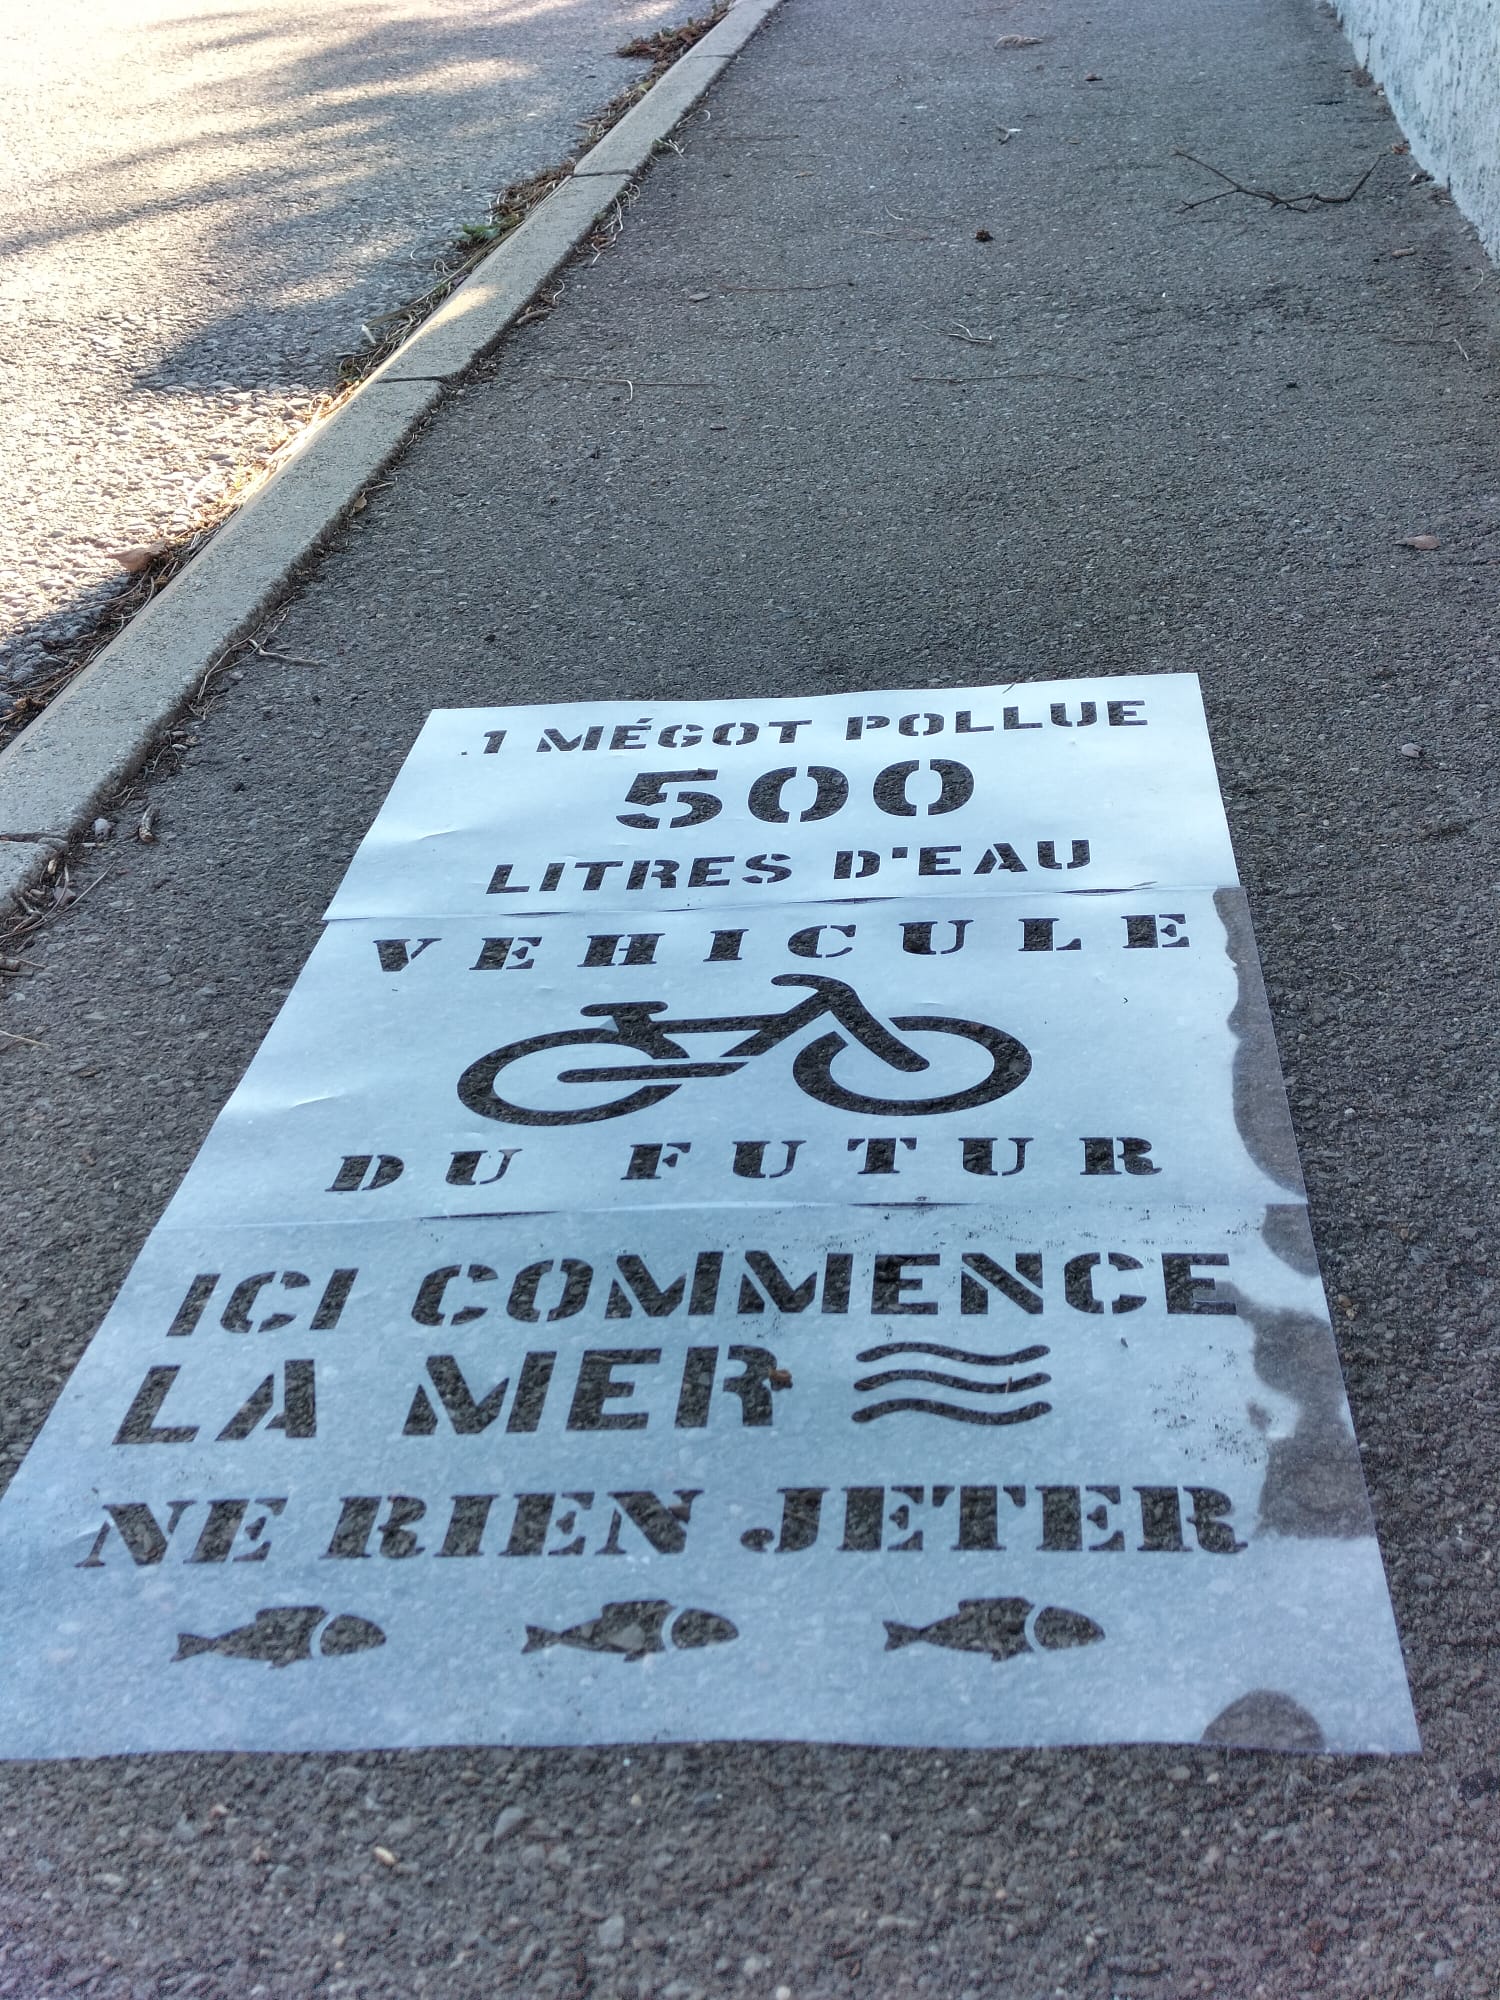 1 MÉGOT POLLUE
500
LITRES D'EAU
VEHICULE
DU FUTUR
ICI COMMENCE
LA MER
NE RIEN JETER